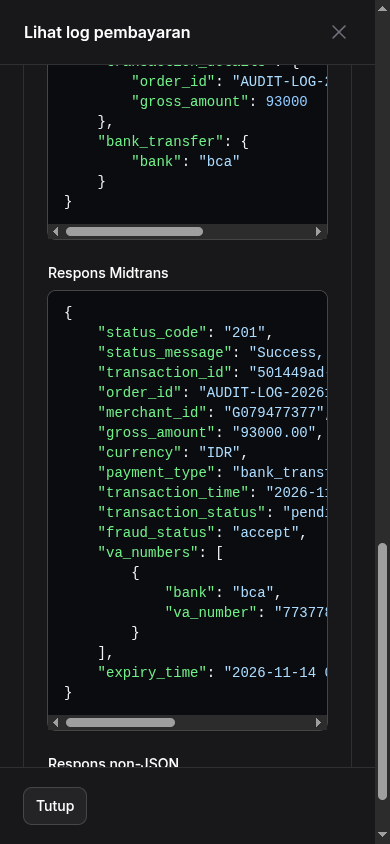 Lihat log pembayaran
"order_id": "AUDIT-LOG-2
"gross_amount": 93000
},
"bank_transfer": {
"bank": "bca"
}
}
Respons Midtrans
{
"status_code": "201",
"status_message": "Success,
"transaction_id": "501449ad-
"order_id": "AUDIT-LOG-2026
"merchant_id": "G079477377",
"gross_amount": "93000.00",
"currency": "IDR",
"payment_type": "bank_transf
"transaction_time": "2026-11
"transaction_status": "pendi
"fraud_status": "accept",
"va_numbers": [
{
"bank": "bca",
"va_number": "773778
}
],
"expiry_time": "2026-11-14
}
Respons non-JSON
Tutup